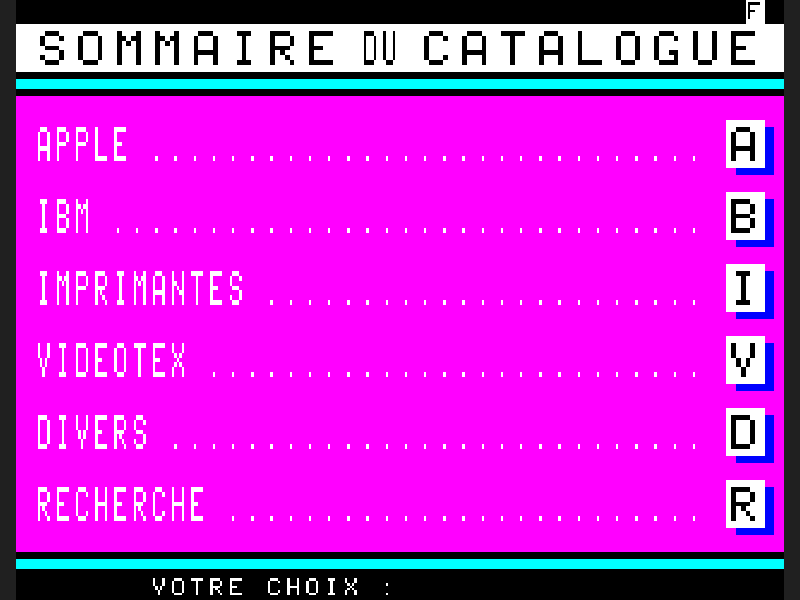 F
SOMMAIRE DU CATALOGUE
APPLE ............................. A
IBM ............................... B
IMPRIMANTES ....................... I
VIDEOTEX .......................... V
DIVERS ............................ D
RECHERCHE ......................... R
VOTRE CHOIX :